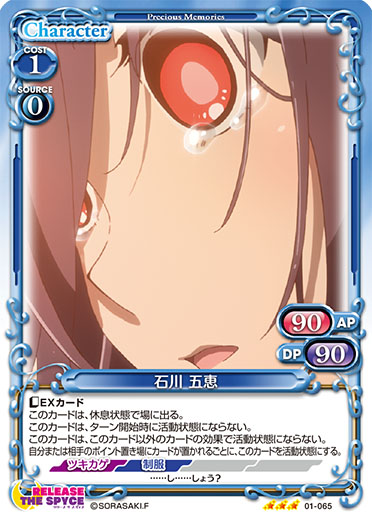 Precious Memories
Character
COST
1
SOURCE
0
90 AP
DP 90
石川 五恵
■EXカード
このカードは、休息状態で場に出る。
このカードは、ターン開始時に活動状態にならない。
このカードは、このカード以外のカードの効果で活動状態にならない。
自分または相手のポイント置き場にカードが置かれるごとに、このカードを活動状態にする。
ツキカゲ 制服
……し……しょう?
RELEASE THE SPYCE
©SORASAKI.F
★★★ 01-065